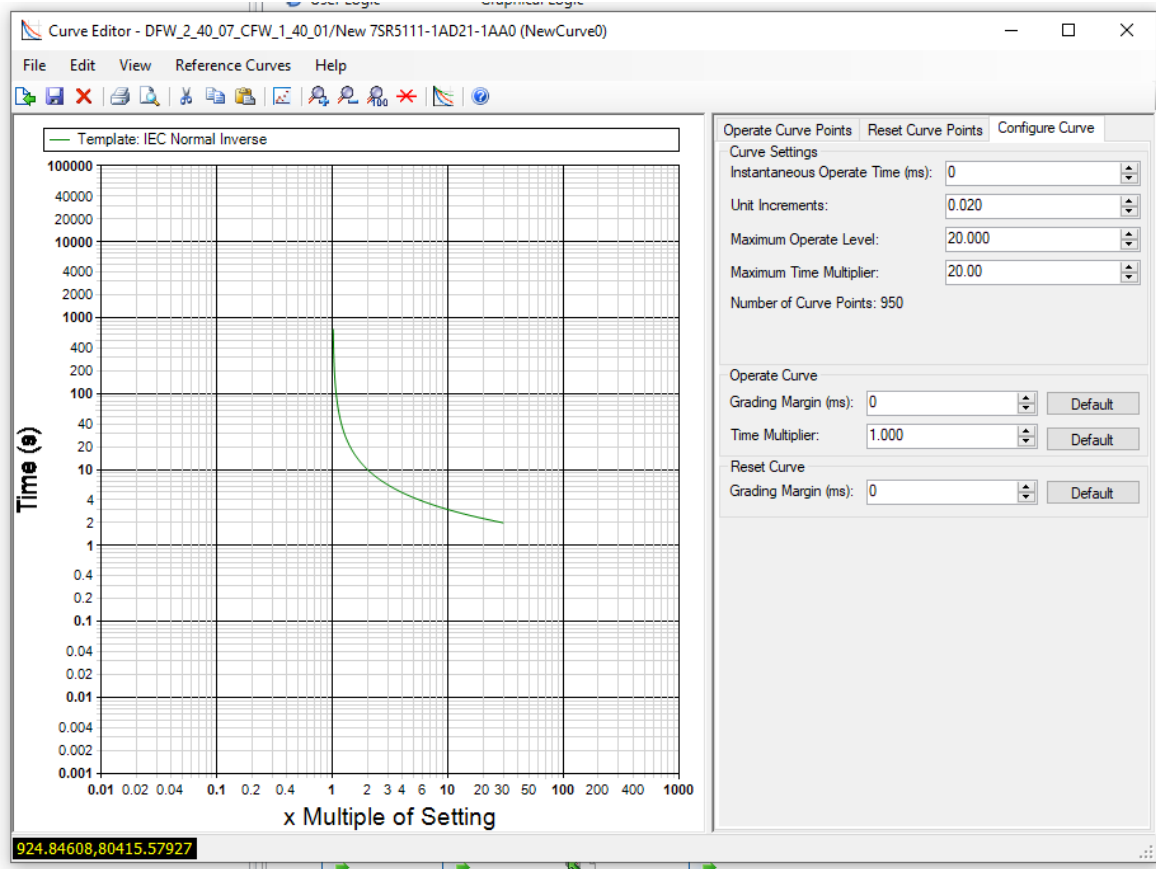 User Logic Graphical Logic
Curve Editor - DFW_2_40_07_CFW_1_40_01/New 7SR5111-1AD21-1AA0 (NewCurve0)
File Edit View Reference Curves Help
100
Template: IEC Normal Inverse
100000
40000
20000
10000
4000
2000
1000
400
200
100
40
20
10
4
2
1
0.4
0.2
0.1
0.04
0.02
0.01
0.004
0.002
0.001
Time (s)
0.01 0.02 0.04 0.1 0.2 0.4 1 2 3 4 6 10 20 30 100 200 400 1000
x Multiple of Setting
Operate Curve Points Reset Curve Points Configure Curve
Curve Settings
Instantaneous Operate Time (ms): 0
Unit Increments: 0.020
Maximum Operate Level: 20.000
Maximum Time Multiplier: 20.00
Number of Curve Points: 950
Operate Curve
Grading Margin (ms): 0 Default
Time Multiplier: 1.000 Default
Reset Curve
Grading Margin (ms): 0 Default
924.84608,80415.57927